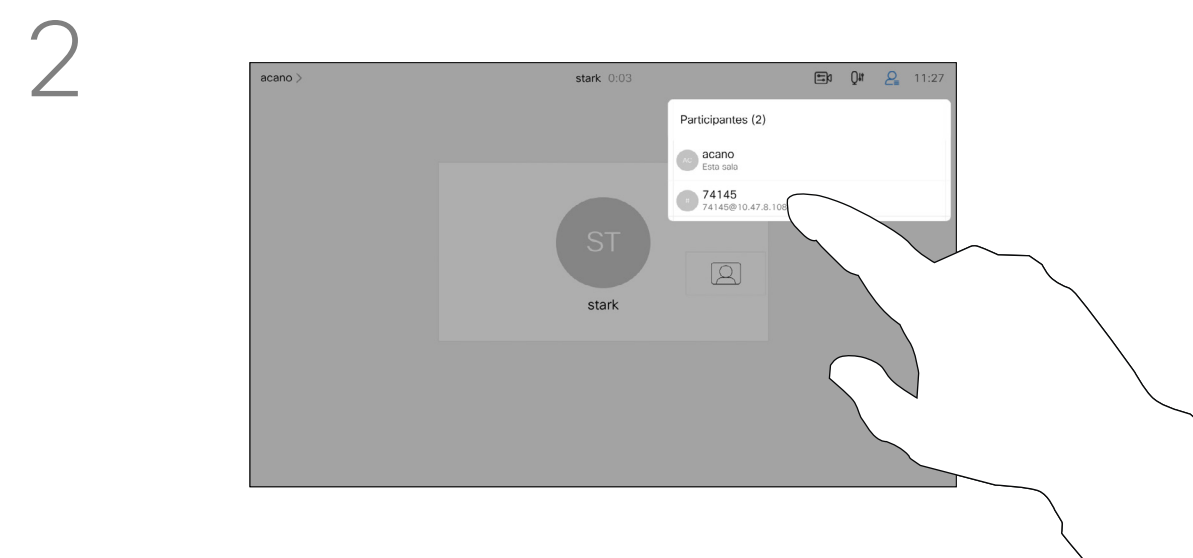 2
acano >
stark 0:03
11:27
Participantes (2)
AC
acano
Esta sala
74145
74145@10.47.8.108
ST
stark